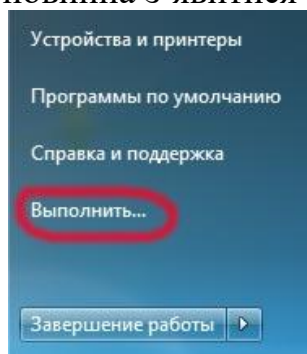 Устройства и принтеры
Программы по умолчанию
Справка и поддержка
Выполнить...
Завершение работы